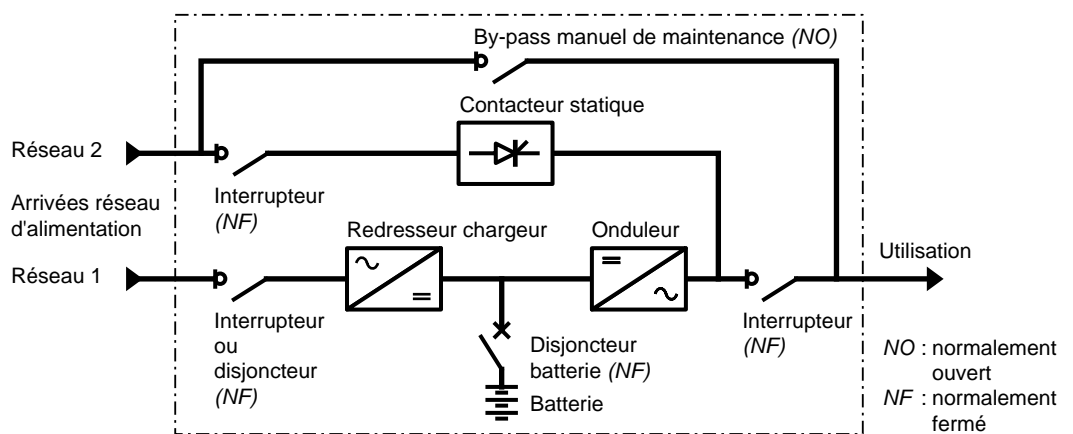 By-pass manuel de maintenance (NO)
Contacteur statique
Réseau 2
Interrupteur
(NF)
Arrivées réseau
d'alimentation
Redresseur chargeur
Onduleur
Utilisation
Réseau 1
Interrupteur
ou
disjoncteur
(NF)
Disjoncteur
batterie (NF)
Batterie
Interrupteur
(NF)
NO : normalement
ouvert
NF : normalement
fermé